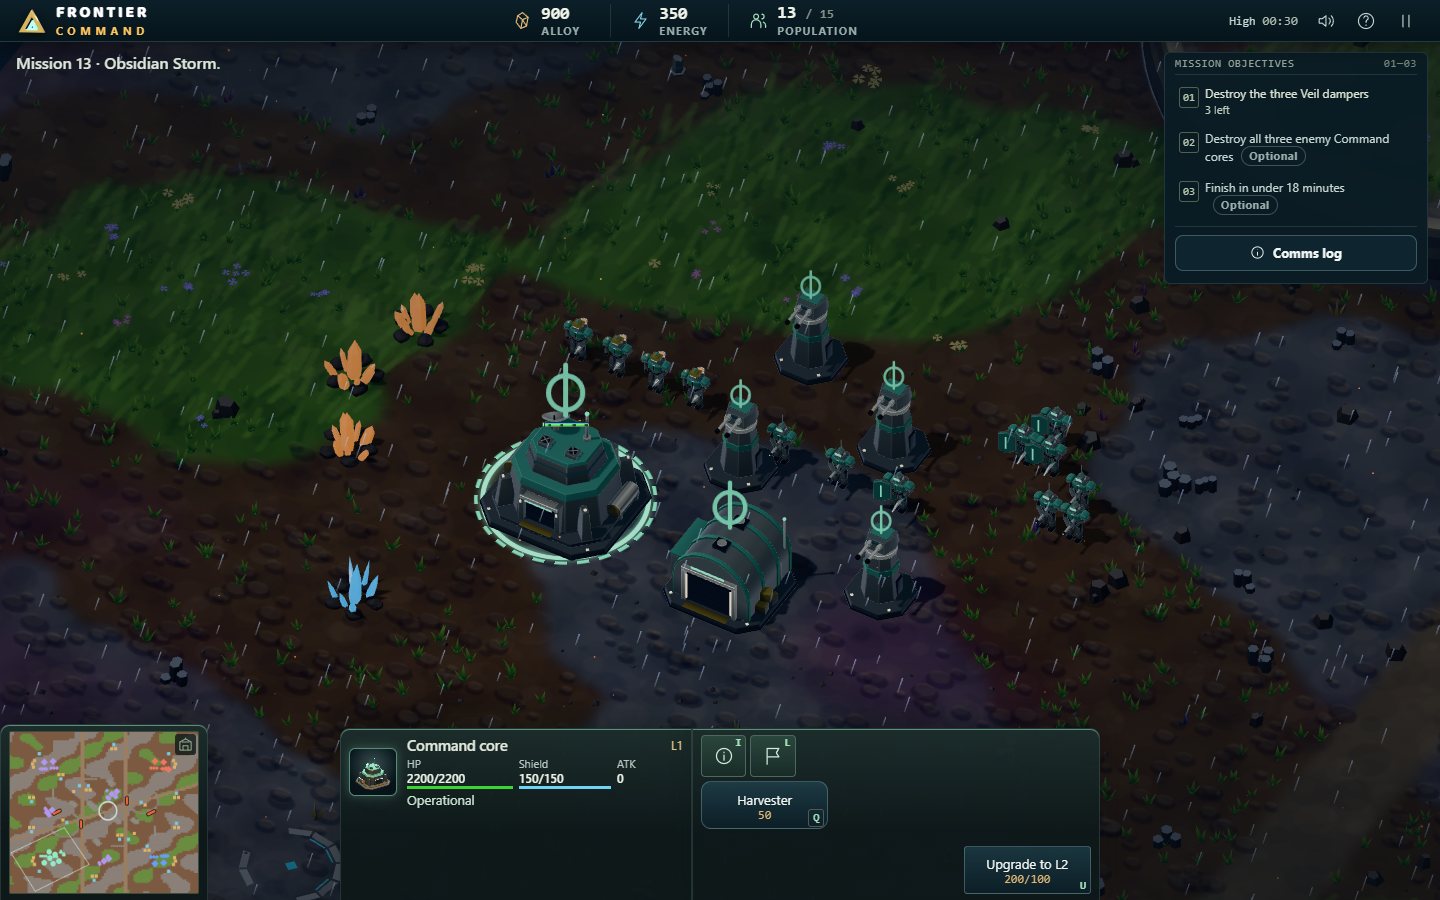 FRONTIER
COMMAND
900
ALLOY
350
ENERGY
13 / 15
POPULATION
High 00:30
Mission 13 · Obsidian Storm.
MISSION OBJECTIVES 01—03
01 Destroy the three Veil dampers
3 left
02 Destroy all three enemy Command
cores Optional
03 Finish in under 18 minutes
Optional
Comms log
Command core L1
HP Shield ATK
2200/2200 150/150 0
Operational
I L
Harvester
50
Q
Upgrade to L2
200/100
U